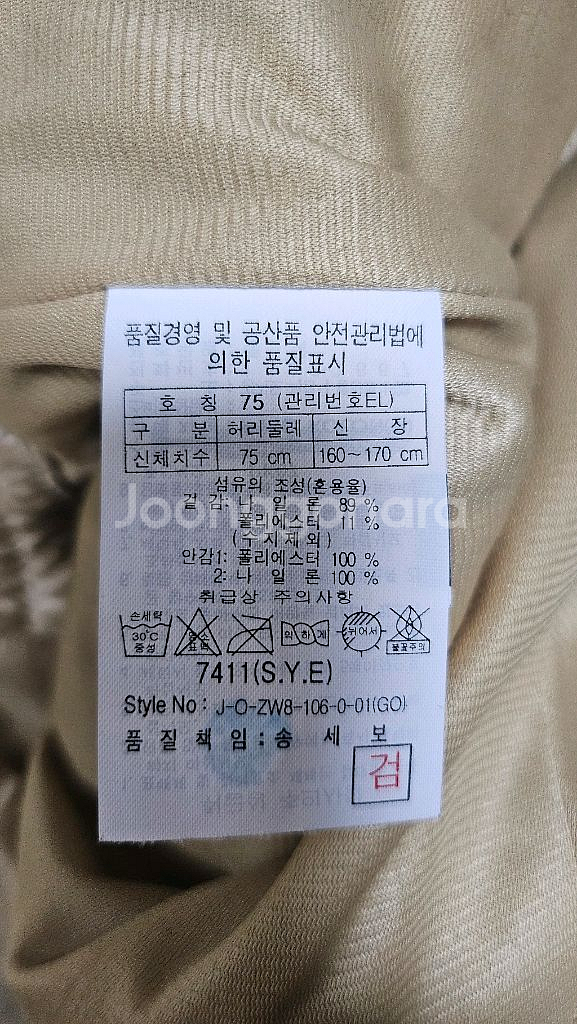 품질경영 및 공산품 안전관리법에
의한 품질표시
호 칭 75 (관리번호EL)
구 분 허리둘레 신 장
신체치수 75 cm 160~170 cm
섬유의 조성(혼용율)
겉 감: 나 일 론 89 %
폴리에스터 11 %
(수지제외)
안감1: 폴리에스터 100 %
2: 나 일 론 100 %
취급상 주의사항
손세탁 30°C 중성 염소 표백 약하게 뉘어서 불꽃주의
7411(S.Y.E)
Style No : J-O-ZW8-106-0-01(GO)
품 질 책 임 : 송 세 보
검
Joonggonara